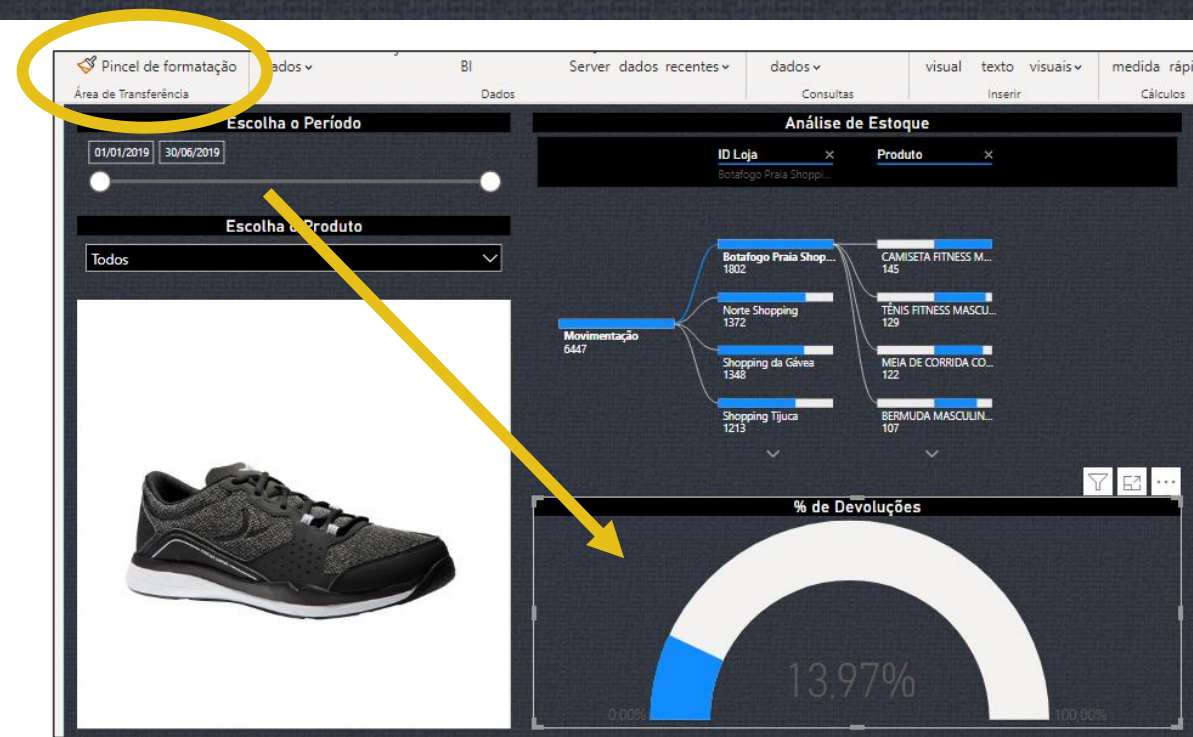 Pincel de formatação
dados
BI
Server dados recentes
dados
visual texto visuais
medida rápi
Área de Transferência
Dados
Consultas
Inserir
Cálculos
Escolha o Período
01/01/2019 30/06/2019
Escolha o Produto
Todos
Análise de Estoque
ID Loja
Botafogo Praia Shoppi...
Produto
Movimentação
6447
Botafogo Praia Shop...
1802
Norte Shopping
1372
Shopping da Gávea
1348
Shopping Tijuca
1213
CAMISETA FITNESS M...
145
TÊNIS FITNESS MASCU...
129
MEIA DE CORRIDA CO...
122
BERMUDA MASCULIN...
107
% de Devoluções
13,97%
0,00%
100,00%